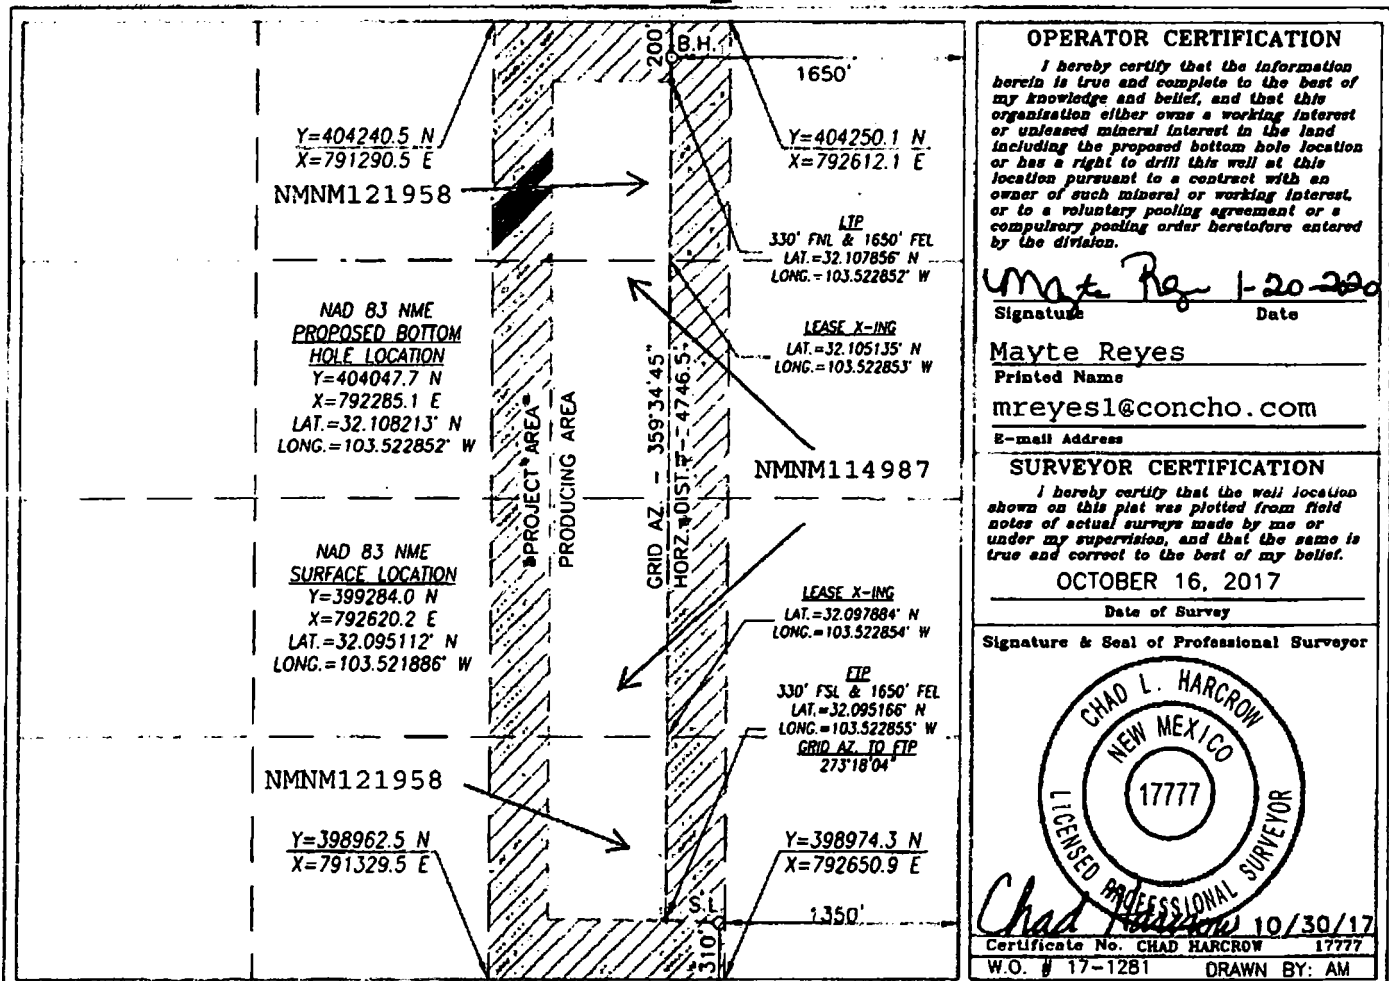 200'
B.H.
1650'
Y=404240.5 N
X=791290.5 E
Y=404250.1 N
X=792612.1 E
NMNM121958
LTP
330' FNL & 1650' FEL
LAT.=32.107856° N
LONG.=103.522852° W
NAD 83 NME
PROPOSED BOTTOM
HOLE LOCATION
Y=404047.7 N
X=792285.1 E
LAT.=32.108213° N
LONG.=103.522852° W
LEASE X-ING
LAT.=32.105135° N
LONG.=103.522853° W
"PROJECT AREA"
PRODUCING AREA
GRID AZ - 359°34'45"
HORZ. DIST. - 4746.5'
NMNM114987
NAD 83 NME
SURFACE LOCATION
Y=399284.0 N
X=792620.2 E
LAT.=32.095112° N
LONG.=103.521886° W
LEASE X-ING
LAT.=32.097884° N
LONG.=103.522854° W
FTP
330' FSL & 1650' FEL
LAT.=32.095166° N
LONG.=103.522855° W
GRID AZ. TO FTP
273°18'04"
NMNM121958
Y=398962.5 N
X=791329.5 E
Y=398974.3 N
X=792650.9 E
S.L.
1350'
310'
OPERATOR CERTIFICATION
I hereby certify that the information
herein is true and complete to the best of
my knowledge and belief, and that this
organization either owns a working interest
or unleased mineral interest in the land
including the proposed bottom hole location
or has a right to drill this well at this
location pursuant to a contract with an
owner of such mineral or working interest,
or to a voluntary pooling agreement or a
compulsory pooling order heretofore entered
by the division.
Mayte Reyes 1-20-2020
Signature Date
Mayte Reyes
Printed Name
mreyes1@concho.com
E-mail Address
SURVEYOR CERTIFICATION
I hereby certify that the well location
shown on this plat was plotted from field
notes of actual surveys made by me or
under my supervision, and that the same is
true and correct to the best of my belief.
OCTOBER 16, 2017
Date of Survey
Signature & Seal of Professional Surveyor
CHAD L. HARCROW
NEW MEXICO
17777
LICENSED PROFESSIONAL SURVEYOR
Chad Harcrow 10/30/17
Certificate No. CHAD HARCROW 17777
W.O. # 17-1281 DRAWN BY: AM